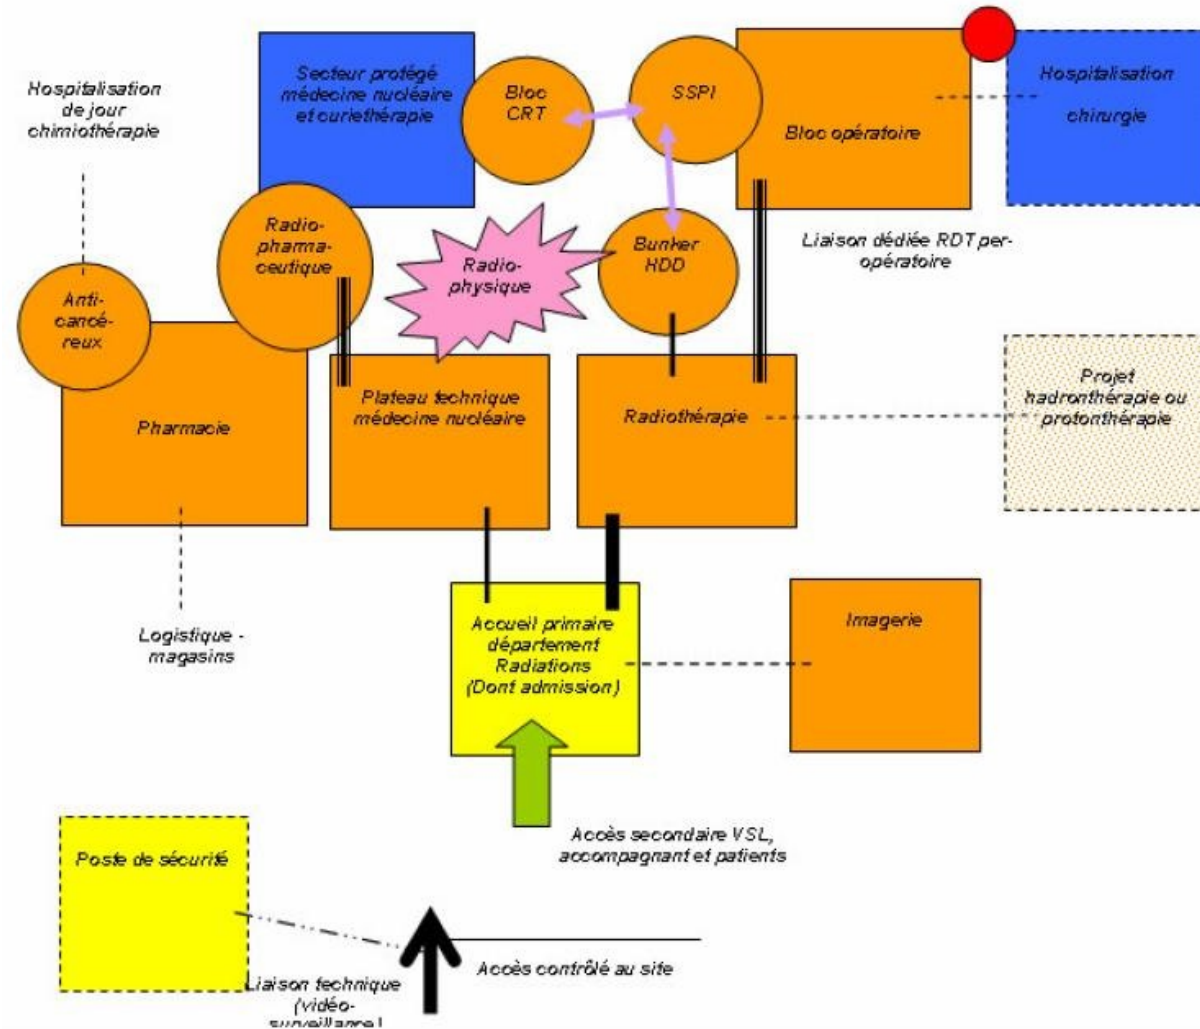 Hospitalisation
de jour
chimiothérapie
Secteur protégé
médecine nucléaire
et curiethérapie
Bloc
CRT
SSPI
Bloc opératoire
Hospitalisation
chirurgie
Radio-
pharma-
ceutique
Radio-
physique
Bunker
HDD
Liaison dédiée RDT per-
opératoire
Anti-
cancé-
reux
Pharmacie
Plateau technique
médecine nucléaire
Radiothérapie
Projet
hadronthérapie ou
protonthérapie
Logistique -
magasins
Accueil primaire
département
Radiations
(Dont admission)
Imagerie
Accès secondaire VSL,
accompagnant et patients
Poste de sécurité
Accès contrôlé au site
Liaison technique
(vidéo-
surveillance)